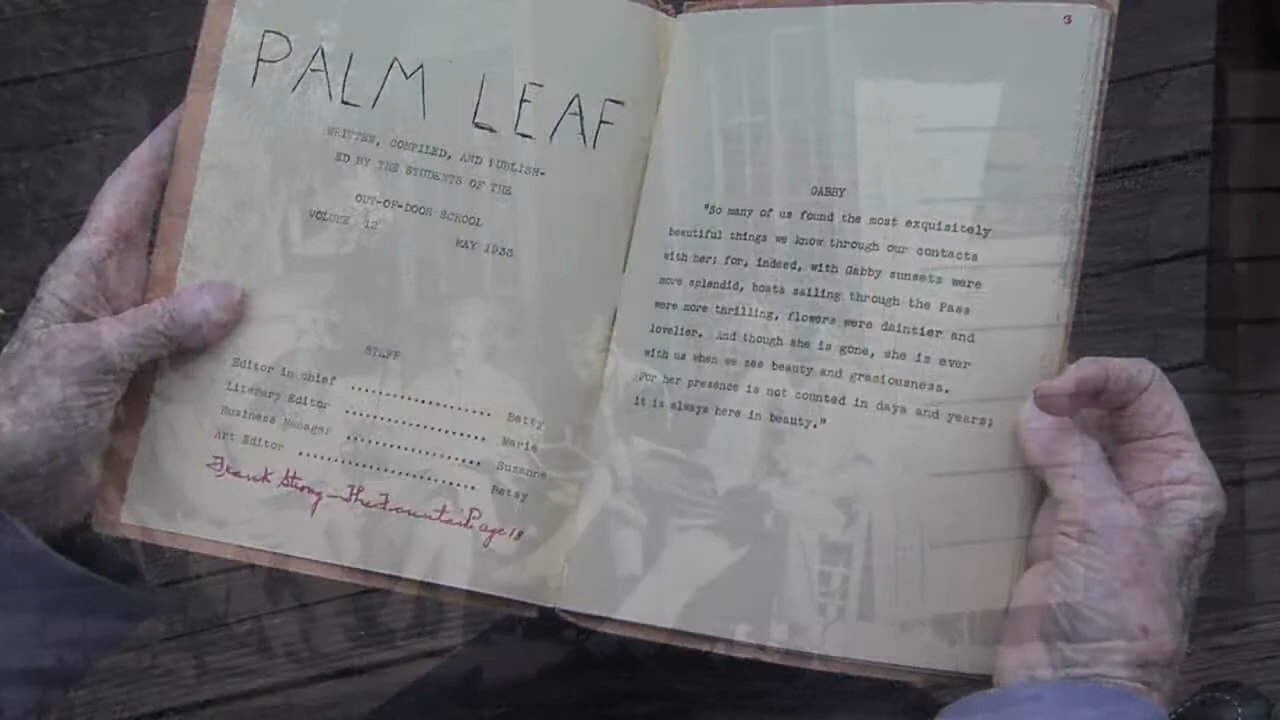 PALM LEAF
WRITTEN, COMPILED, AND PUBLISH-
ED BY THE STUDENTS OF THE
OUT-OF-DOOR SCHOOL
VOLUME 12
MAY 1933
STAFF
Editor in chief .................. Betty
Literary Editor .................. Marie
Business Manager .................. Suzanne
Art Editor .................. Betsy
Frank Strong - The Fountain Page 18
3
GABBY
"So many of us found the most exquisitely
beautiful things we know through our contacts
with her; for, indeed, with Gabby sunsets were
more splendid, boats sailing through the Pass
were more thrilling, flowers were daintier and
lovelier. And though she is gone, she is ever
with us when we see beauty and graciousness.
For her presence is not counted in days and years;
it is always here in beauty."